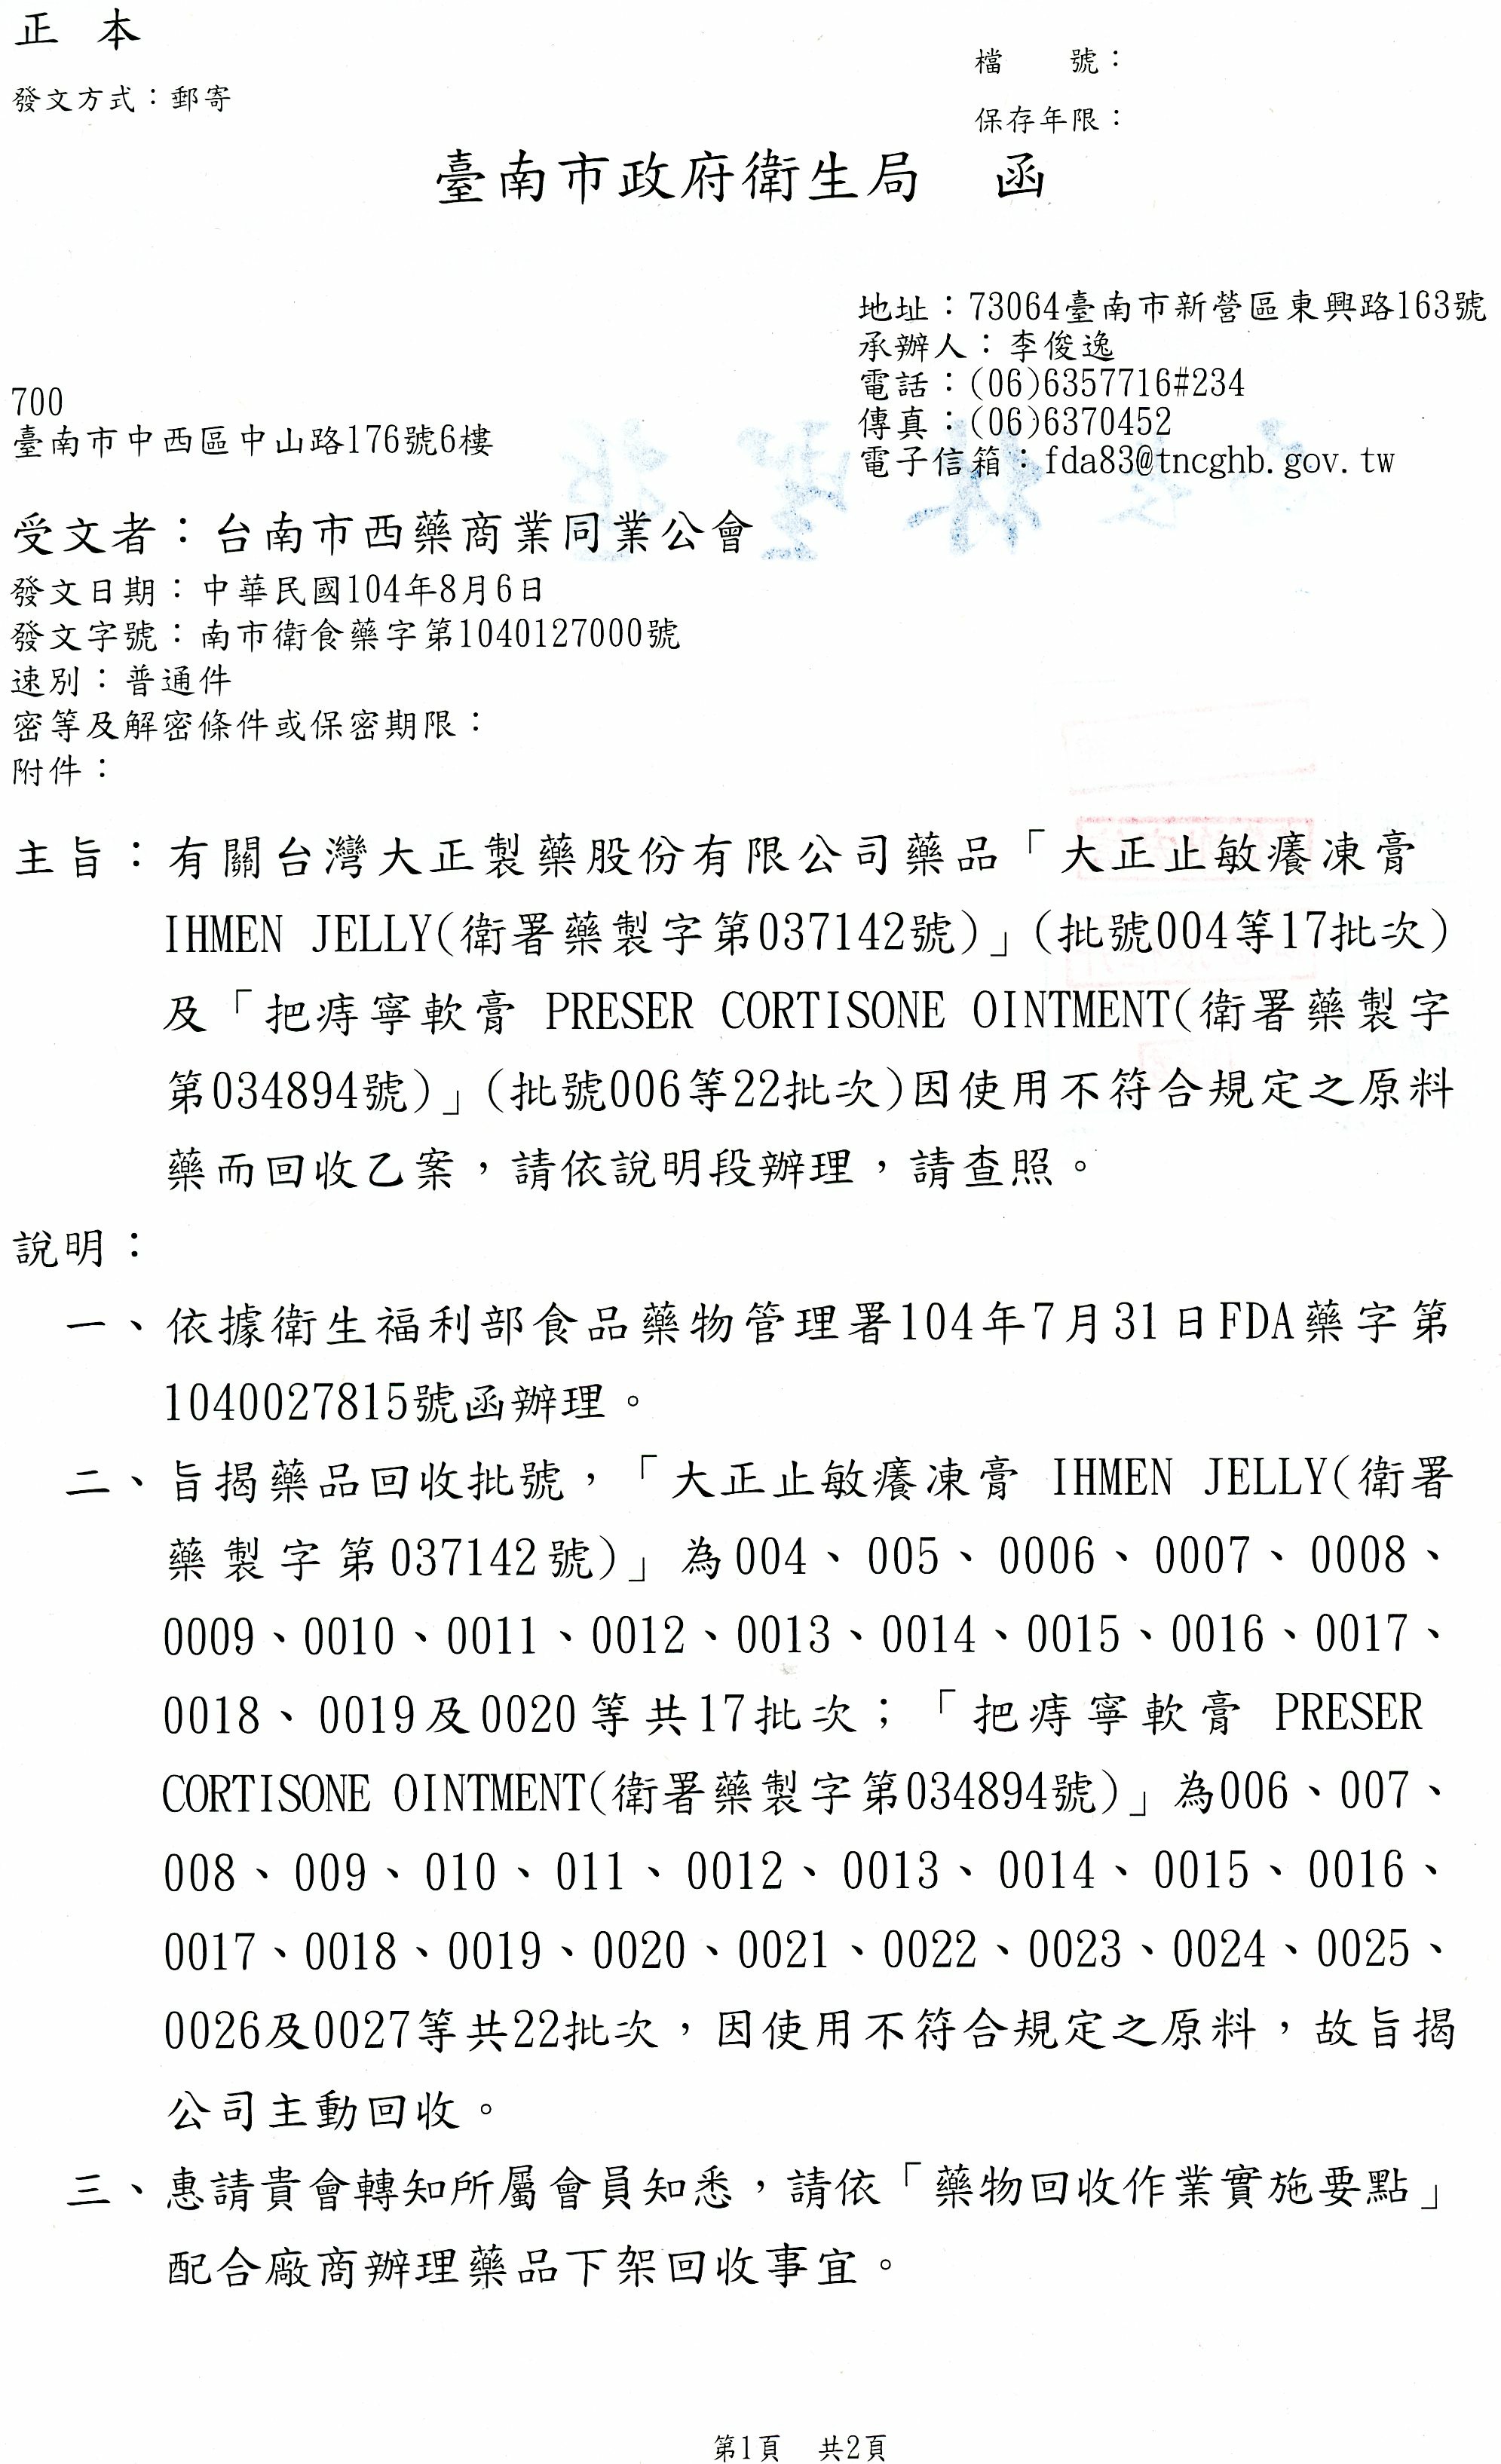 正 本
檔 號：
發文方式：郵寄
保存年限：
臺南市政府衛生局 函
地址：73064臺南市新營區東興路163號
承辦人：李俊逸
電話：(06)6357716#234
傳真：(06)6370452
電子信箱：fda83@tncghb.gov.tw
700
臺南市中西區中山路176號6樓
受文者：台南市西藥商業同業公會
發文日期：中華民國104年8月6日
發文字號：南市衛食藥字第1040127000號
速別：普通件
密等及解密條件或保密期限：
附件：
主旨：有關台灣大正製藥股份有限公司藥品「大正止敏癢凍膏
IHMEN JELLY(衛署藥製字第037142號)」(批號004等17批次)
及「把痔寧軟膏 PRESER CORTISONE OINTMENT(衛署藥製字
第034894號)」(批號006等22批次)因使用不符合規定之原料
藥而回收乙案，請依說明段辦理，請查照。
說明：
一、依據衛生福利部食品藥物管理署104年7月31日FDA藥字第
1040027815號函辦理。
二、旨揭藥品回收批號，「大正止敏癢凍膏 IHMEN JELLY(衛署
藥製字第037142號)」為004、005、0006、0007、0008、
0009、0010、0011、0012、0013、0014、0015、0016、0017、
0018、0019及0020等共17批次；「把痔寧軟膏 PRESER
CORTISONE OINTMENT(衛署藥製字第034894號)」為006、007、
008、009、010、011、0012、0013、0014、0015、0016、
0017、0018、0019、0020、0021、0022、0023、0024、0025、
0026及0027等共22批次，因使用不符合規定之原料，故旨揭
公司主動回收。
三、惠請貴會轉知所屬會員知悉，請依「藥物回收作業實施要點」
配合廠商辦理藥品下架回收事宜。
第1頁 共2頁